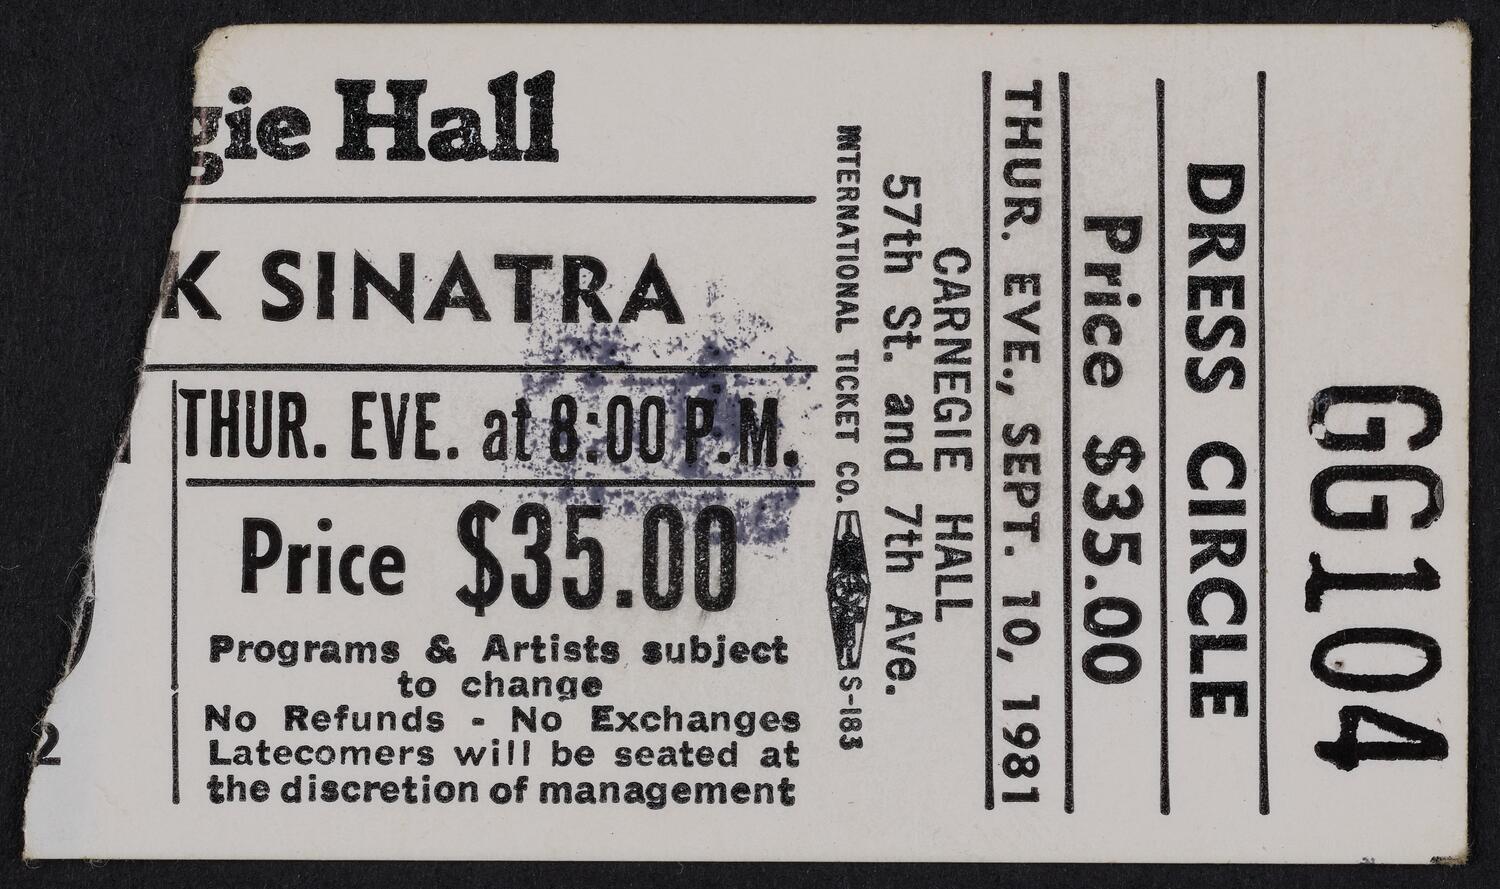 gie Hall
K SINATRA
THUR. EVE. at 8:00 P.M.
Price $35.00
Programs & Artists subject
to change
No Refunds - No Exchanges
Latecomers will be seated at
the discretion of management
2
INTERNATIONAL TICKET CO. S-183
57th St. and 7th Ave.
CARNEGIE HALL
THUR. EVE., SEPT. 10, 1981
Price $35.00
DRESS CIRCLE
GG104